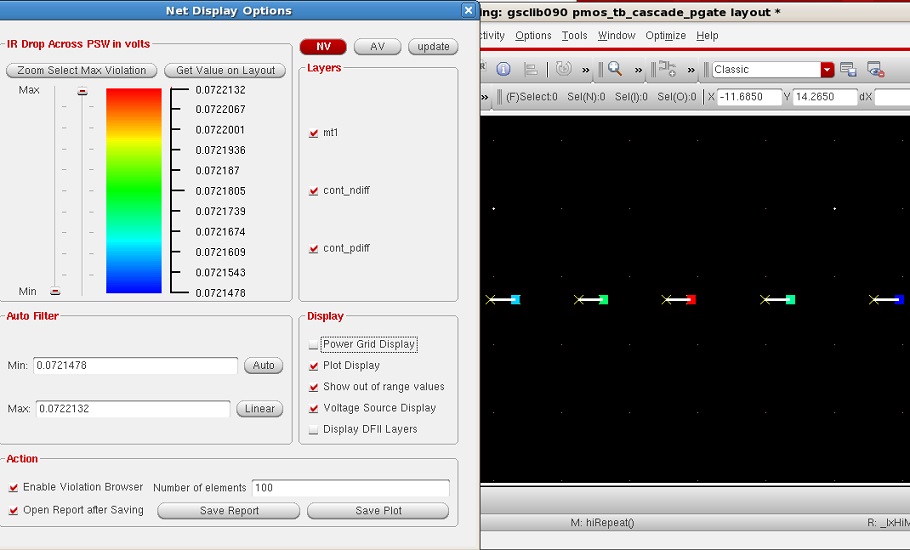 Net Display Options
IR Drop Across PSW in volts
Zoom Select Max Violation
Get Value on Layout
Max
Min
0.0722132
0.0722067
0.0722001
0.0721936
0.072187
0.0721805
0.0721739
0.0721674
0.0721609
0.0721543
0.0721478
NV
AV
update
Layers
mt1
cont_ndiff
cont_pdiff
Auto Filter
Min: 0.0721478
Auto
Max: 0.0722132
Linear
Display
Power Grid Display
Plot Display
Show out of range values
Voltage Source Display
Display DFII Layers
Action
Enable Violation Browser
Number of elements 100
Open Report after Saving
Save Report
Save Plot
ing: gsclib090 pmos_tb_cascade_pgate layout *
ctivity Options Tools Window Optimize Help
» » » Classic
» (F)Select:0 Sel(N):0 Sel(I):0 Sel(O):0 X -11.6850 Y 14.2650 dX
M: hiRepeat()
R: _lxHiM